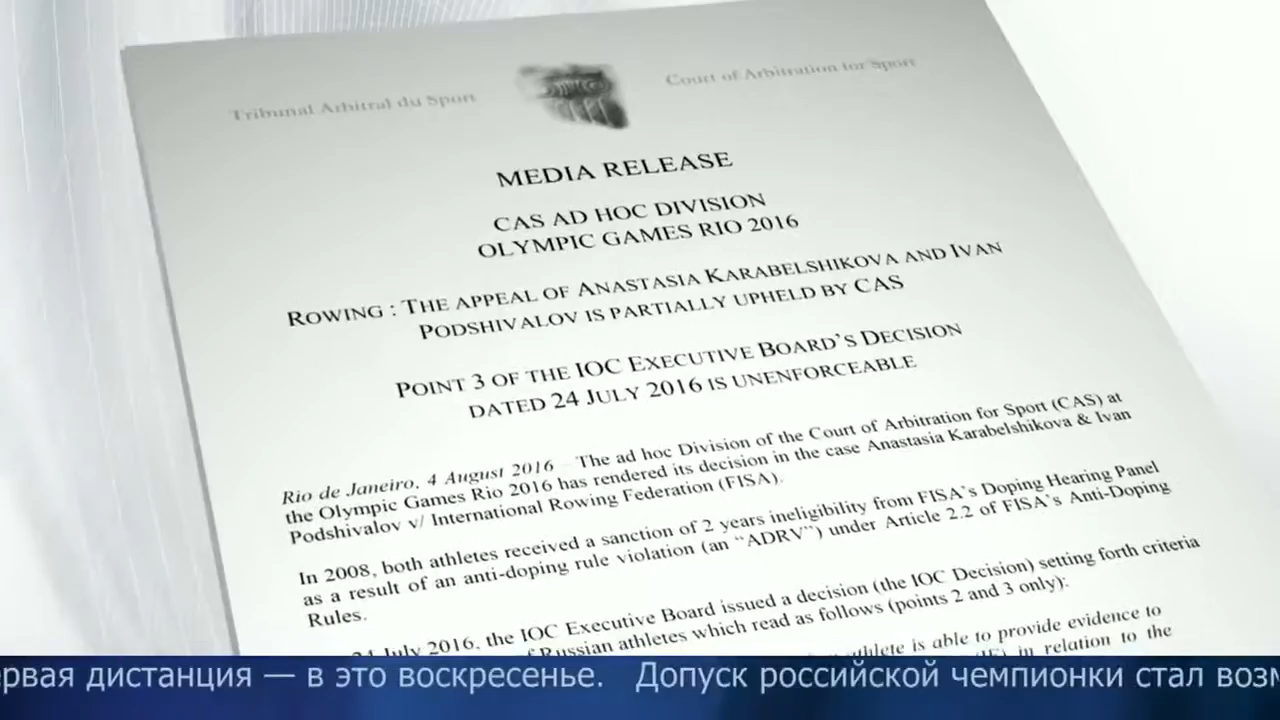 Tribunal Arbitral du Sport
Court of Arbitration for Sport
MEDIA RELEASE
CAS AD HOC DIVISION
OLYMPIC GAMES RIO 2016
ROWING : THE APPEAL OF ANASTASIA KARABELSHIKOVA AND IVAN
PODSHIVALOV IS PARTIALLY UPHELD BY CAS
POINT 3 OF THE IOC EXECUTIVE BOARD'S DECISION
DATED 24 JULY 2016 IS UNENFORCEABLE
Rio de Janeiro, 4 August 2016 – The ad hoc Division of the Court of Arbitration for Sport (CAS) at
the Olympic Games Rio 2016 has rendered its decision in the case Anastasia Karabelshikova & Ivan
Podshivalov v/ International Rowing Federation (FISA).
In 2008, both athletes received a sanction of 2 years ineligibility from FISA's Doping Hearing Panel
as a result of an anti-doping rule violation (an “ADRV”) under Article 2.2 of FISA's Anti-Doping
Rules.
24 July 2016, the IOC Executive Board issued a decision (the IOC Decision) setting forth criteria
of Russian athletes which read as follows (points 2 and 3 only):
athlete is able to provide evidence to
in relation to the
ервая дистанция — в это воскресенье. Допуск российской чемпионки стал возм